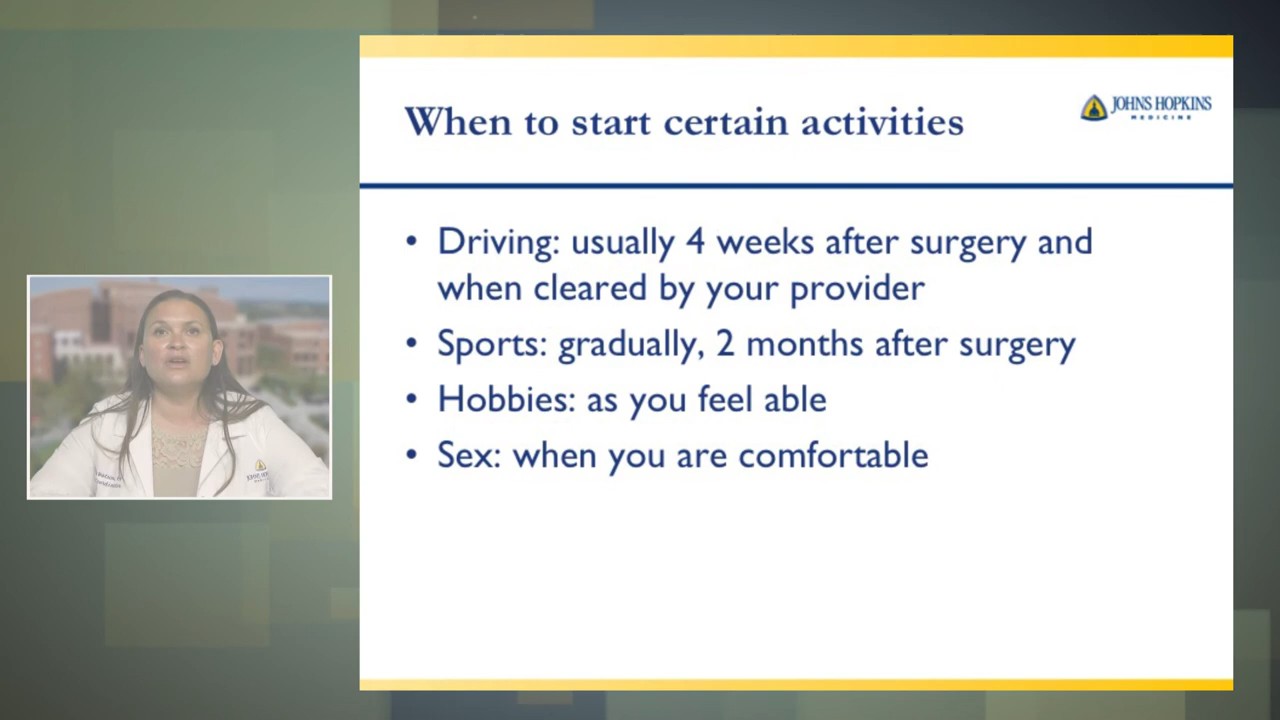 When to start certain activities
JOHNS HOPKINS
MEDICINE
• Driving: usually 4 weeks after surgery and
when cleared by your provider
• Sports: gradually, 2 months after surgery
• Hobbies: as you feel able
• Sex: when you are comfortable